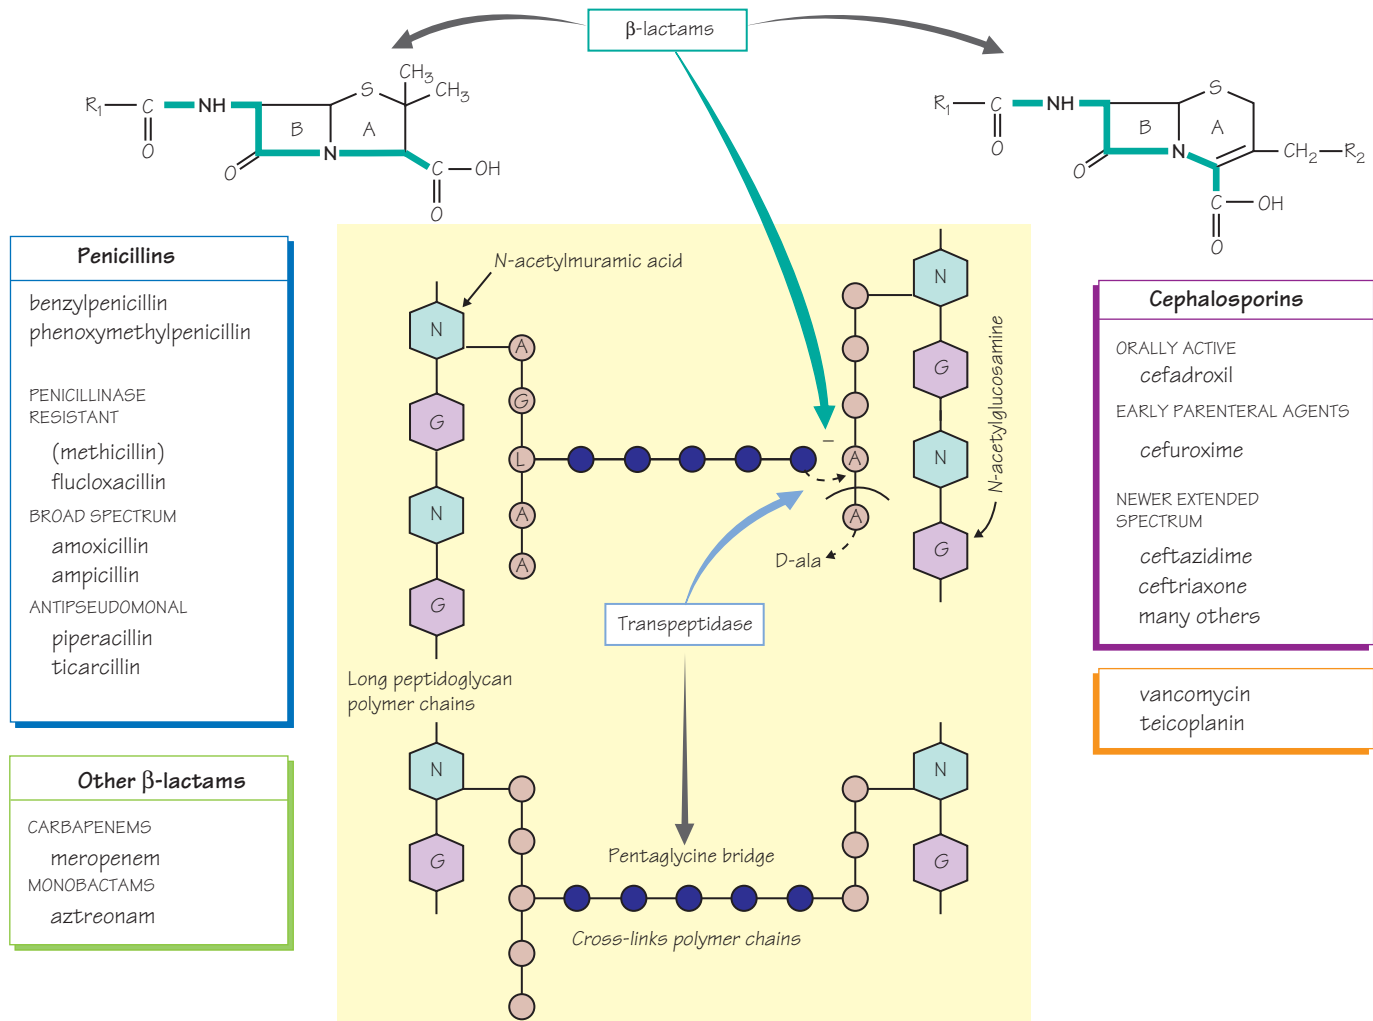 β-lactams
R1 C NH S CH3 CH3
B A
O O N C OH
O
R1 C NH S
B A
O O N CH2 R2
C OH
O
Penicillins
benzylpenicillin
phenoxymethylpenicillin
PENICILLINASE
RESISTANT
(methicillin)
flucloxacillin
BROAD SPECTRUM
amoxicillin
ampicillin
ANTIPSEUDOMONAL
piperacillin
ticarcillin
Other β-lactams
CARBAPENEMS
meropenem
MONOBACTAMS
aztreonam
N-acetylmuramic acid
N
G
N
G
A
G
L
A
A
–
A
A
D-ala
N
G
N
G
N-acetylglucosamine
Transpeptidase
Long peptidoglycan
polymer chains
N
G
N
G
Pentaglycine bridge
Cross-links polymer chains
Cephalosporins
ORALLY ACTIVE
cefadroxil
EARLY PARENTERAL AGENTS
cefuroxime
NEWER EXTENDED
SPECTRUM
ceftazidime
ceftriaxone
many others
vancomycin
teicoplanin